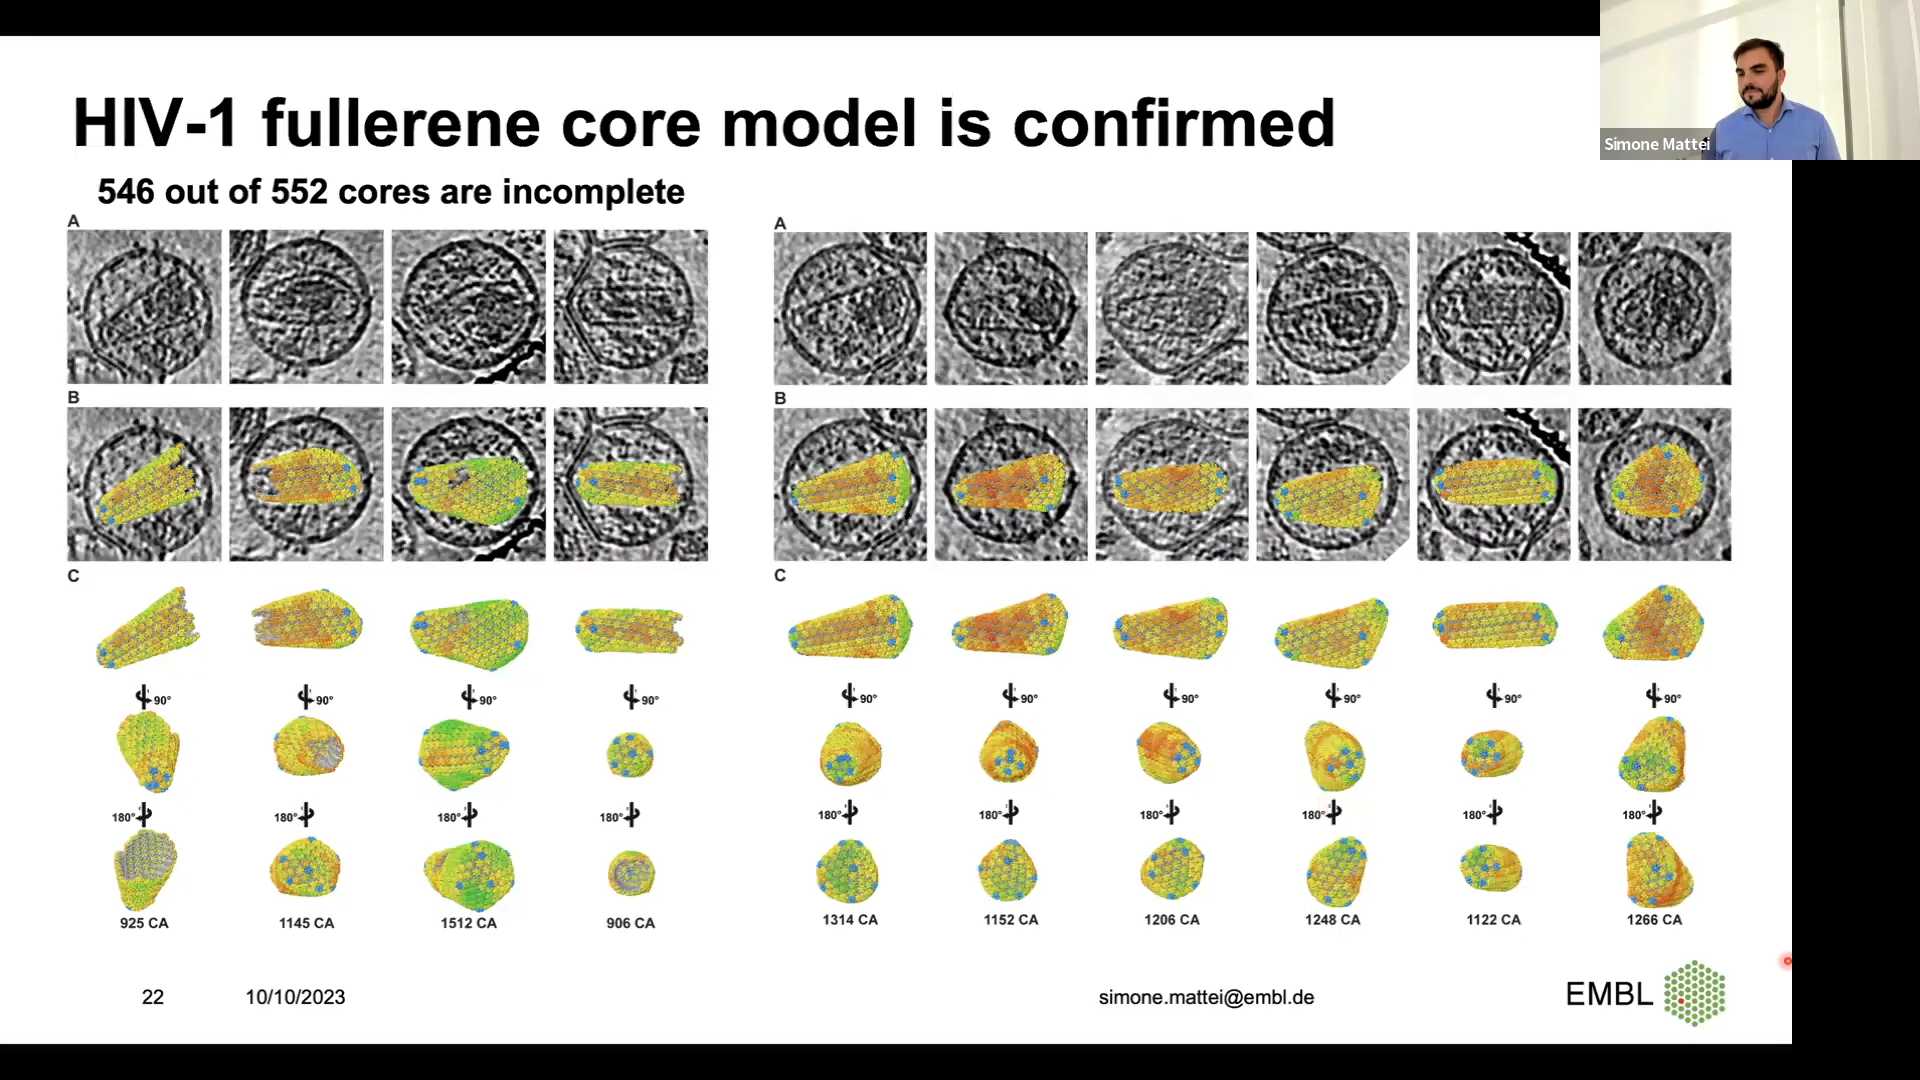 HIV-1 fullerene core model is confirmed
Simone Mattei
546 out of 552 cores are incomplete
A
B
C
90° 90° 90° 90°
180° 180° 180° 180°
925 CA 1145 CA 1512 CA 906 CA
A
B
C
90° 90° 90° 90° 90° 90°
180° 180° 180° 180° 180° 180°
1314 CA 1152 CA 1206 CA 1248 CA 1122 CA 1266 CA
22 10/10/2023 simone.mattei@embl.de EMBL